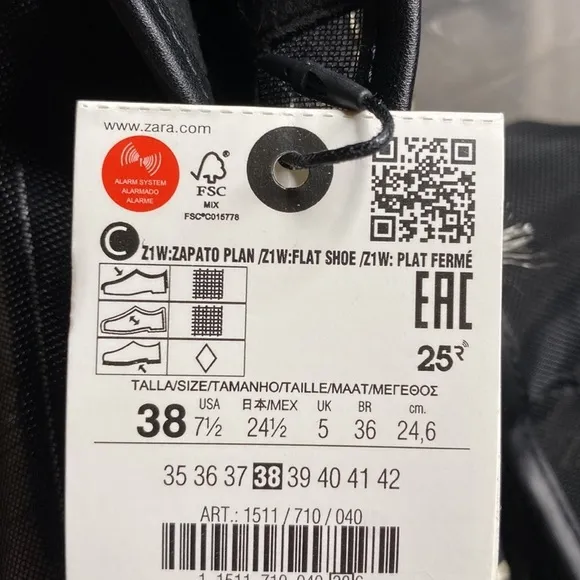 www.zara.com
ALARM SYSTEM
ALARMADO
ALARME
FSC
MIX
FSC®C015778
C
Z1W:ZAPATO PLAN /Z1W:FLAT SHOE /Z1W: PLAT FERMÉ
EAC
25R
TALLA/SIZE/TAMANHO/TAILLE/MAAT/ΜΕΓΕΘΟΣ
USA 日本/MEX UK BR cm.
38 7½ 24½ 5 36 24,6
35 36 37 38 39 40 41 42
ART.: 1511 / 710 / 040